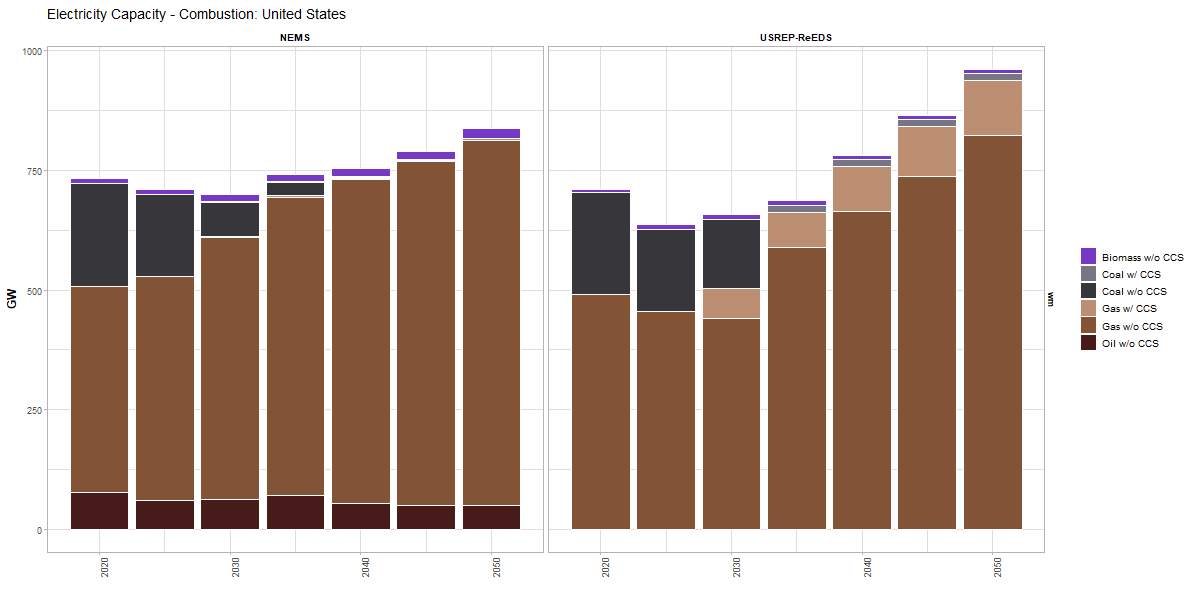 Electricity Capacity - Combustion: United States
NEMS
USREP-ReEDS
1000
750
500
250
0
GW
wm
2020
2030
2040
2050
2020
2030
2040
2050
Biomass w/o CCS
Coal w/ CCS
Coal w/o CCS
Gas w/ CCS
Gas w/o CCS
Oil w/o CCS